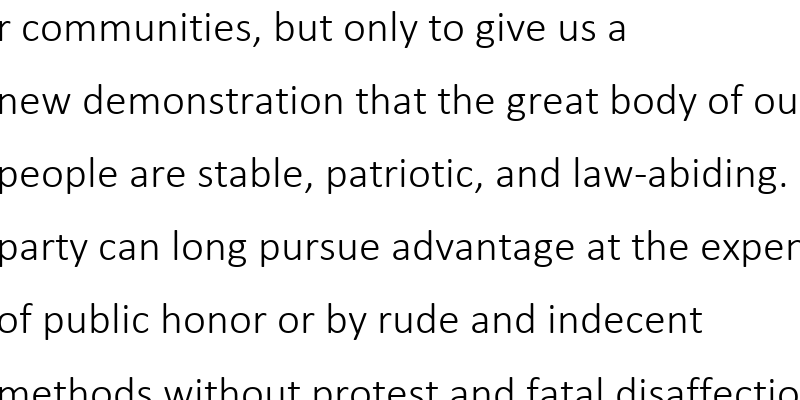 r communities, but only to give us a
new demonstration that the great body of ou
people are stable, patriotic, and law-abiding.
party can long pursue advantage at the expen
of public honor or by rude and indecent
methods without protest and fatal disaffectio